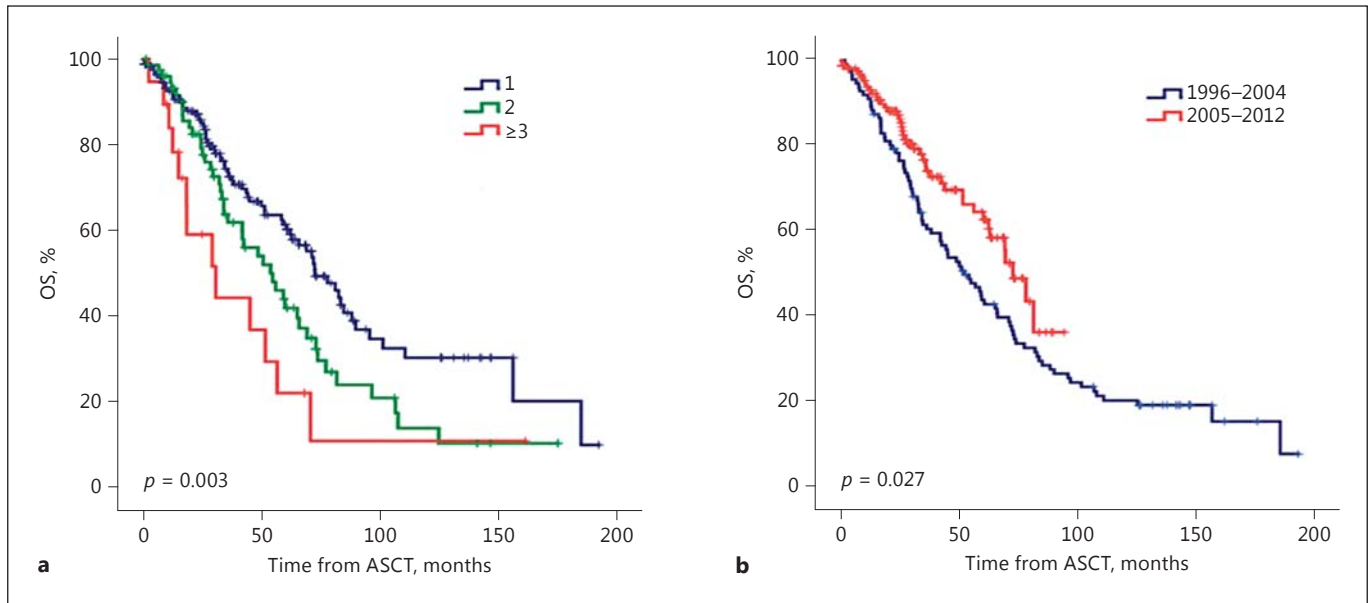 100
80
60
40
20
0
OS, %
1
2
≥3
p = 0.003
0 50 100 150 200
Time from ASCT, months
a
100
80
60
40
20
0
OS, %
1996–2004
2005–2012
p = 0.027
0 50 100 150 200
Time from ASCT, months
b